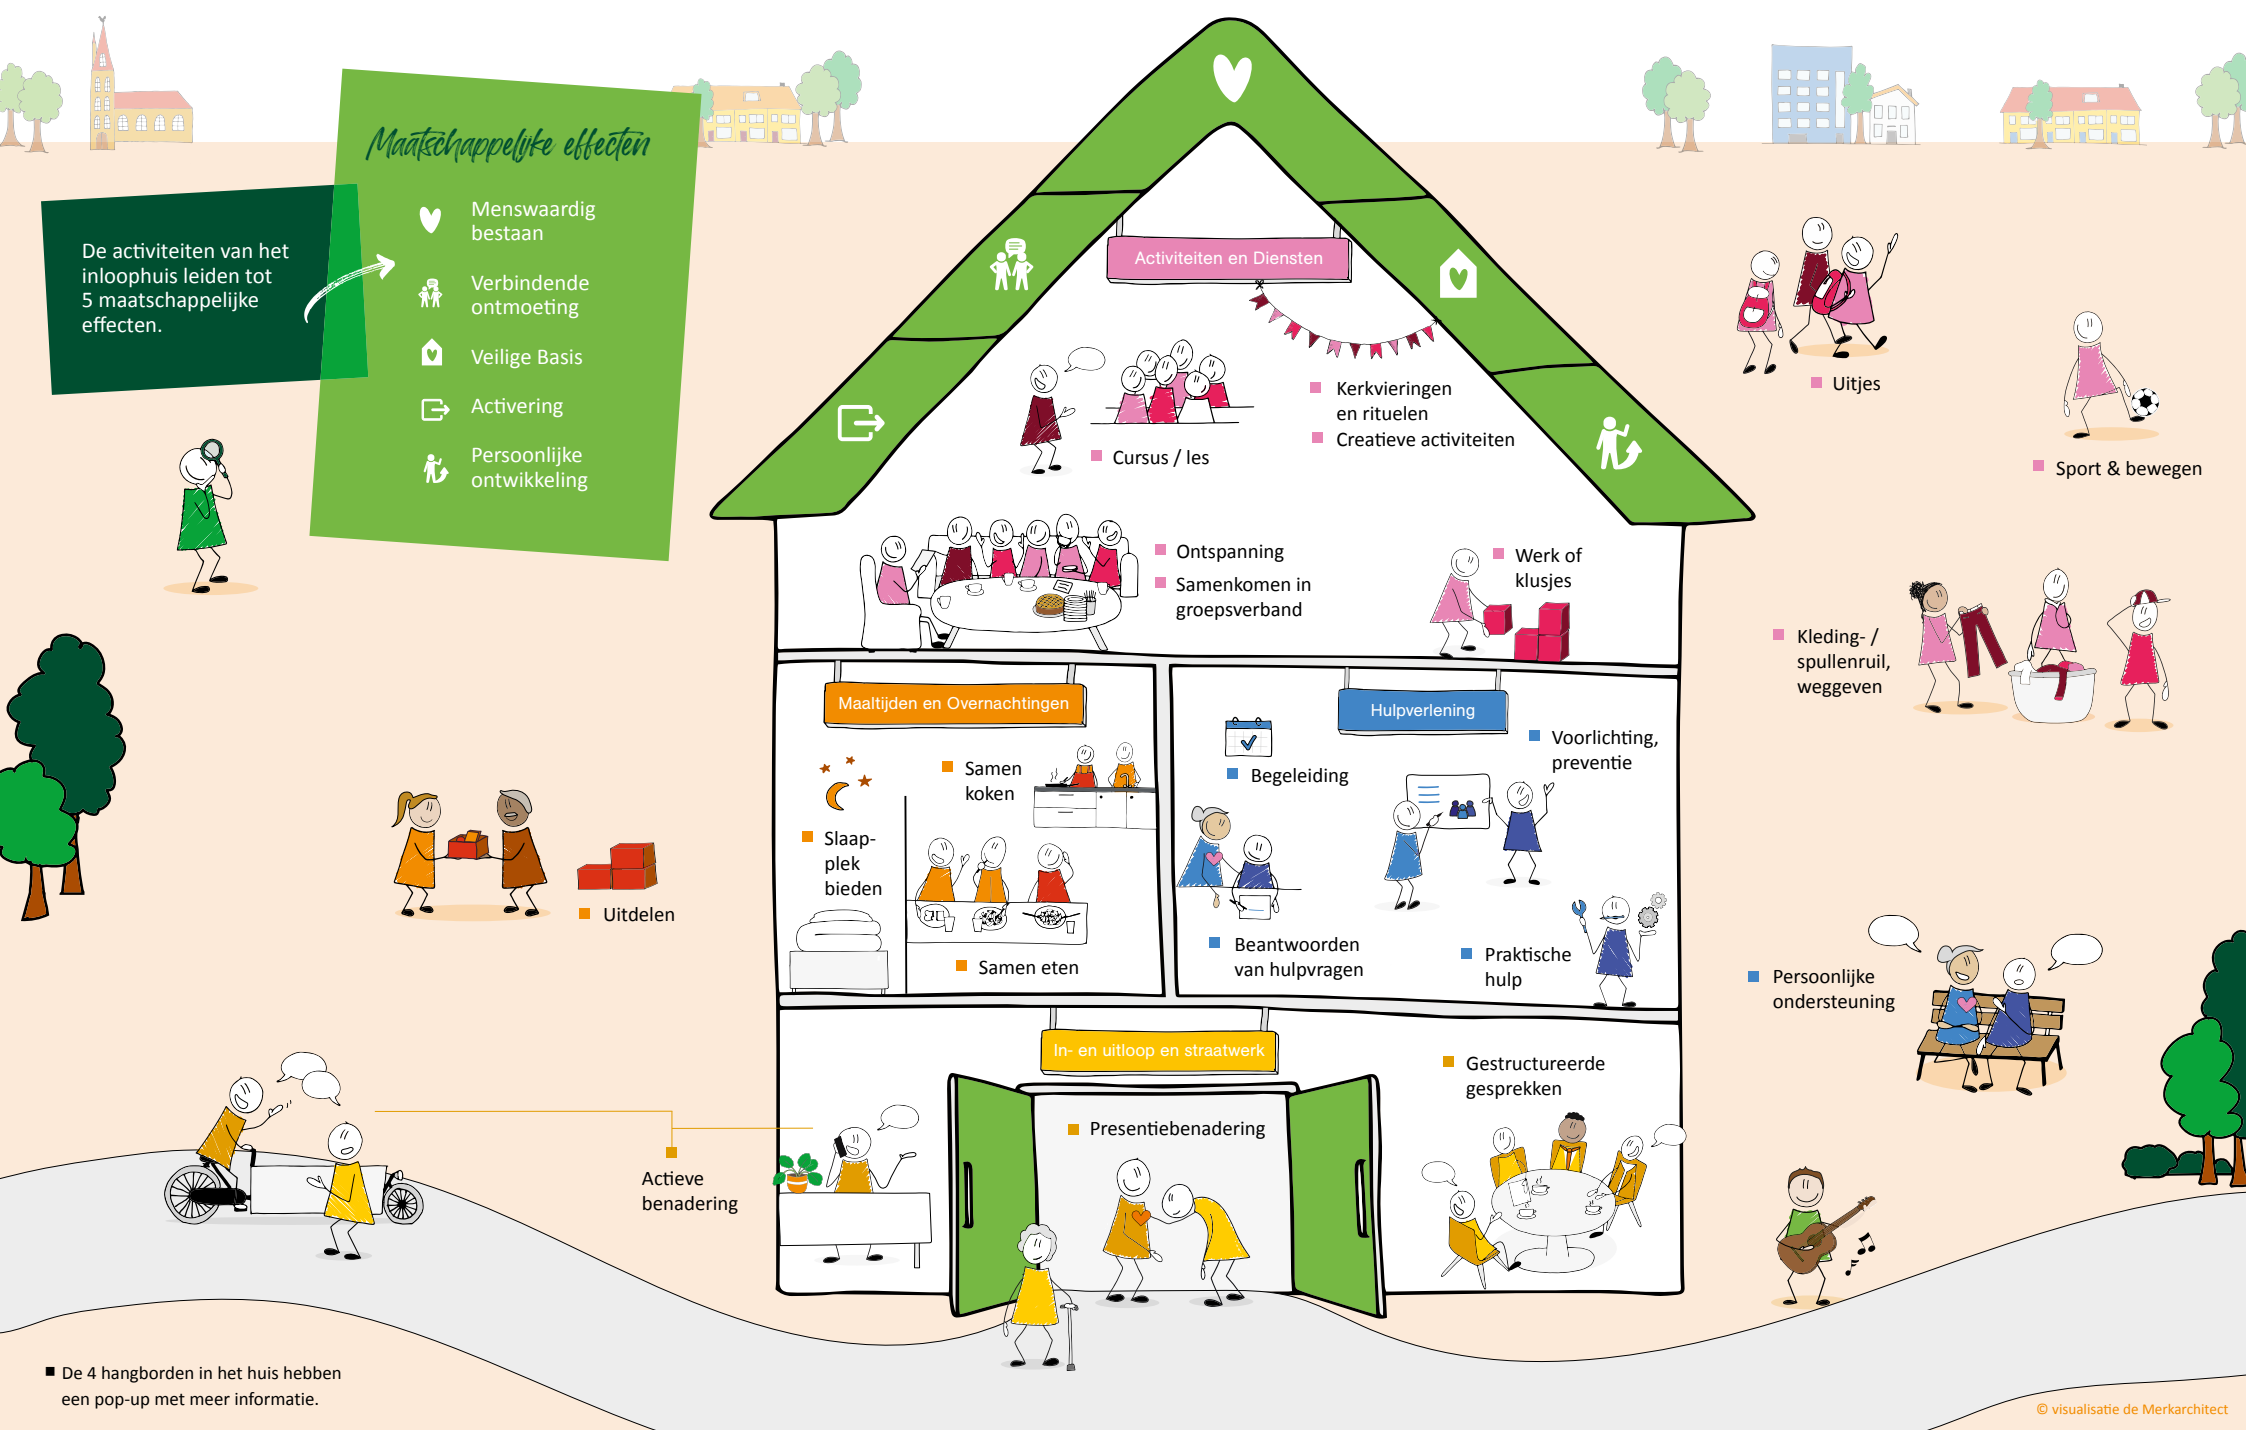 Maatschappelijke effecten
De activiteiten van het
inloophuis leiden tot
5 maatschappelijke
effecten.
Menswaardig
bestaan
Verbindende
ontmoeting
Veilige Basis
Activering
Persoonlijke
ontwikkeling
Activiteiten en Diensten
Cursus / les
Kerkvieringen
en rituelen
Creatieve activiteiten
Uitjes
Sport & bewegen
Ontspanning
Samenkomen in
groepsverband
Werk of
klusjes
Kleding- /
spullenruil,
weggeven
Maaltijden en Overnachtingen
Samen
koken
Slaap-
plek
bieden
Samen eten
Uitdelen
Hulpverlening
Begeleiding
Voorlichting,
preventie
Beantwoorden
van hulpvragen
Praktische
hulp
Persoonlijke
ondersteuning
In- en uitloop en straatwerk
Presentiebenadering
Gestructureerde
gesprekken
Actieve
benadering
De 4 hangborden in het huis hebben
een pop-up met meer informatie.
© visualisatie de Merkarchitect